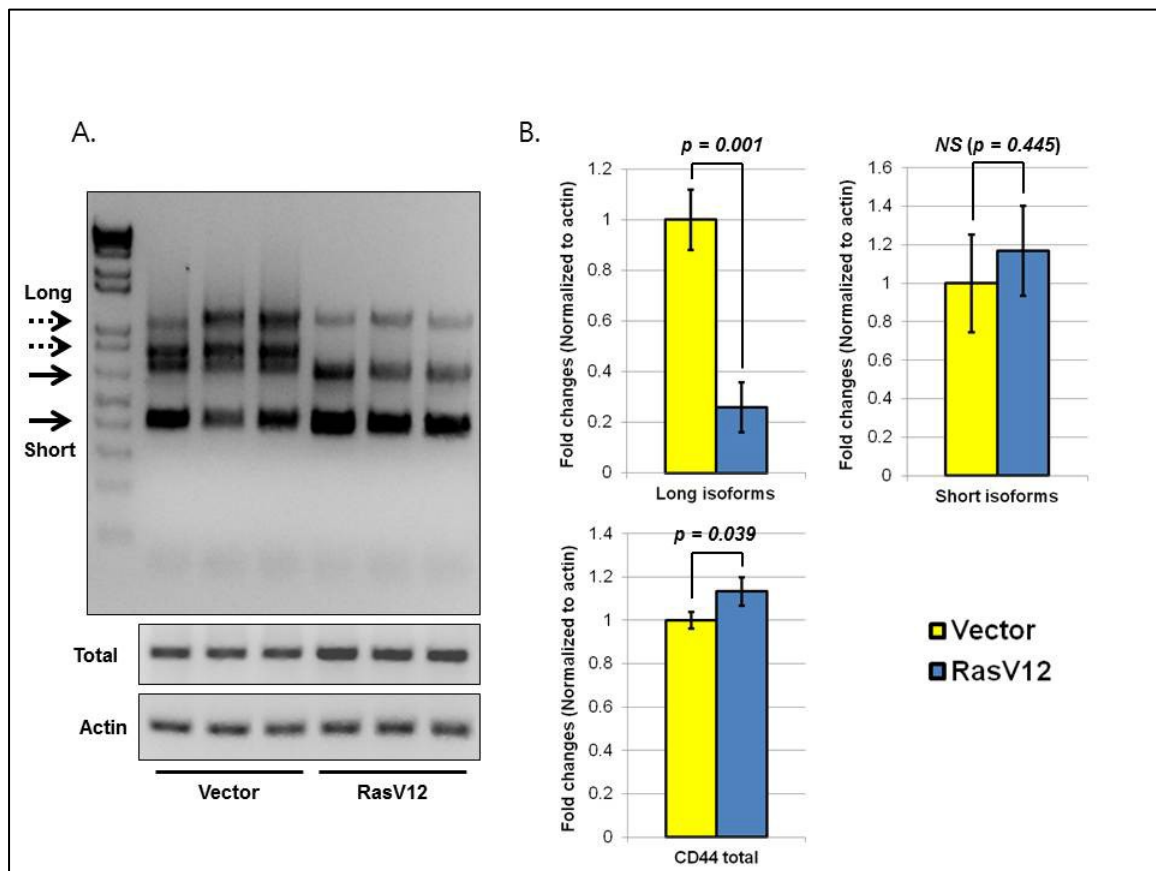 A.
Long
Short
Total
Actin
Vector
RasV12
B.
p = 0.001
Fold changes (Normalized to actin)
1.2
1
0.8
0.6
0.4
0.2
0
Long isoforms
NS (p = 0.445)
Fold changes (Normalized to actin)
1.6
1.4
1.2
1
0.8
0.6
0.4
0.2
0
Short isoforms
p = 0.039
Fold changes (Normalized to actin)
1.4
1.2
1
0.8
0.6
0.4
0.2
0
CD44 total
Vector
RasV12